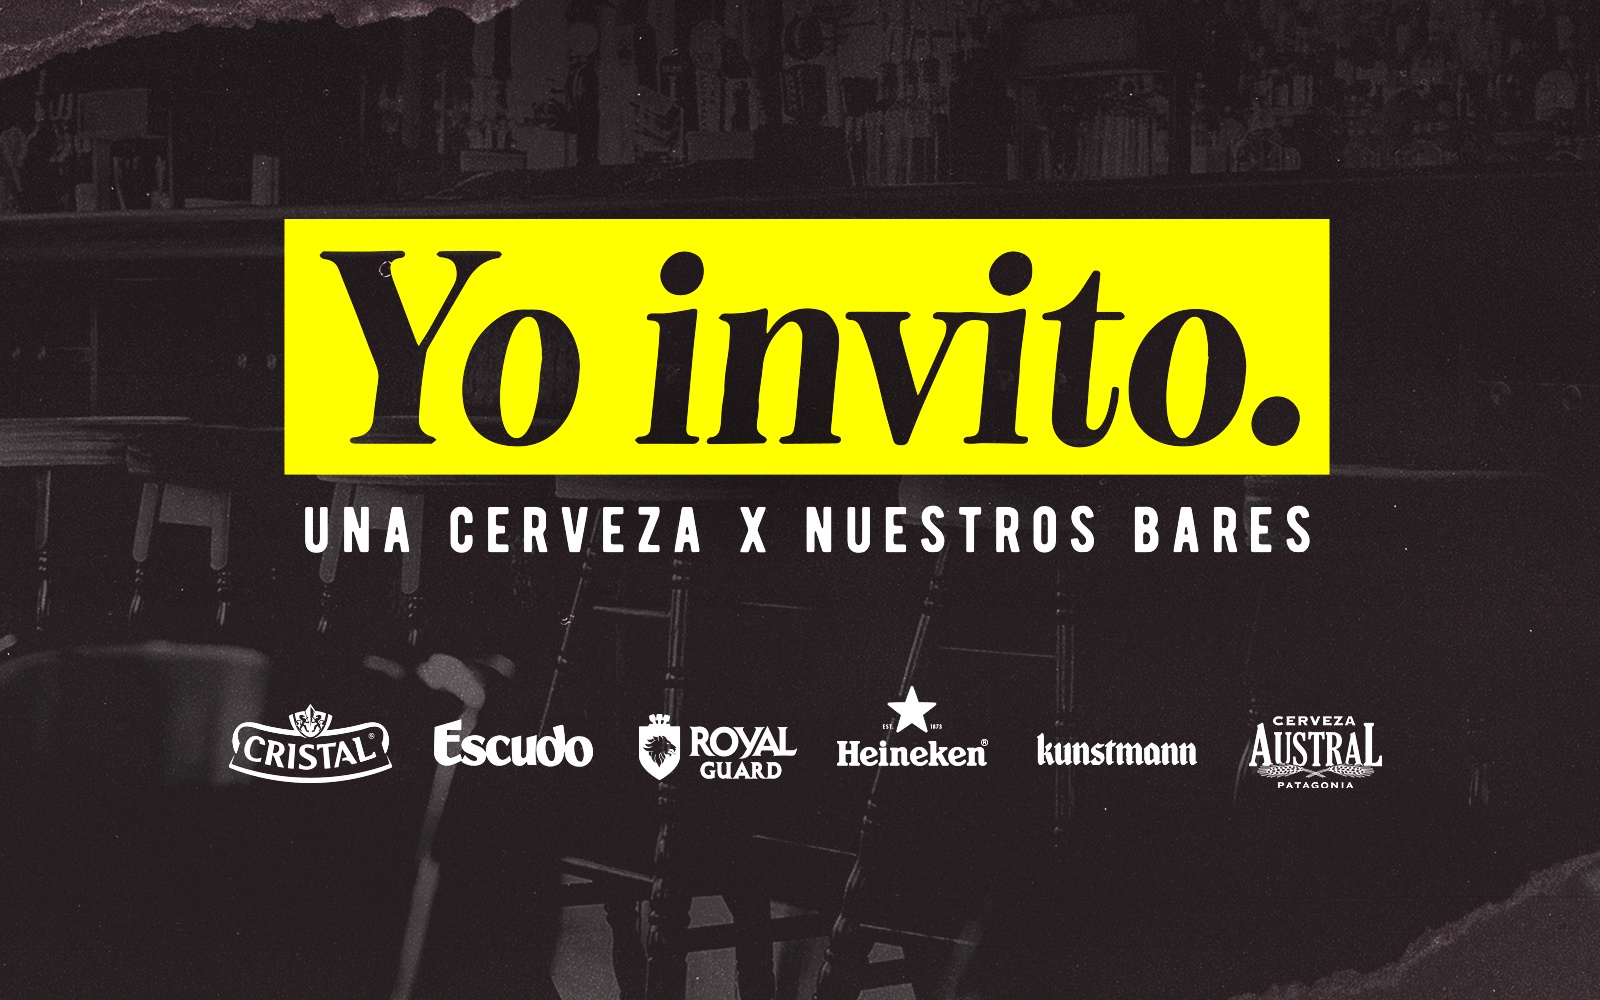 Yo invito.
UNA CERVEZA X NUESTROS BARES
CRISTAL®
Escudo
ROYAL
GUARD
EST. 1873
Heineken®
kunstmann
CERVEZA
AUSTRAL
PATAGONIA